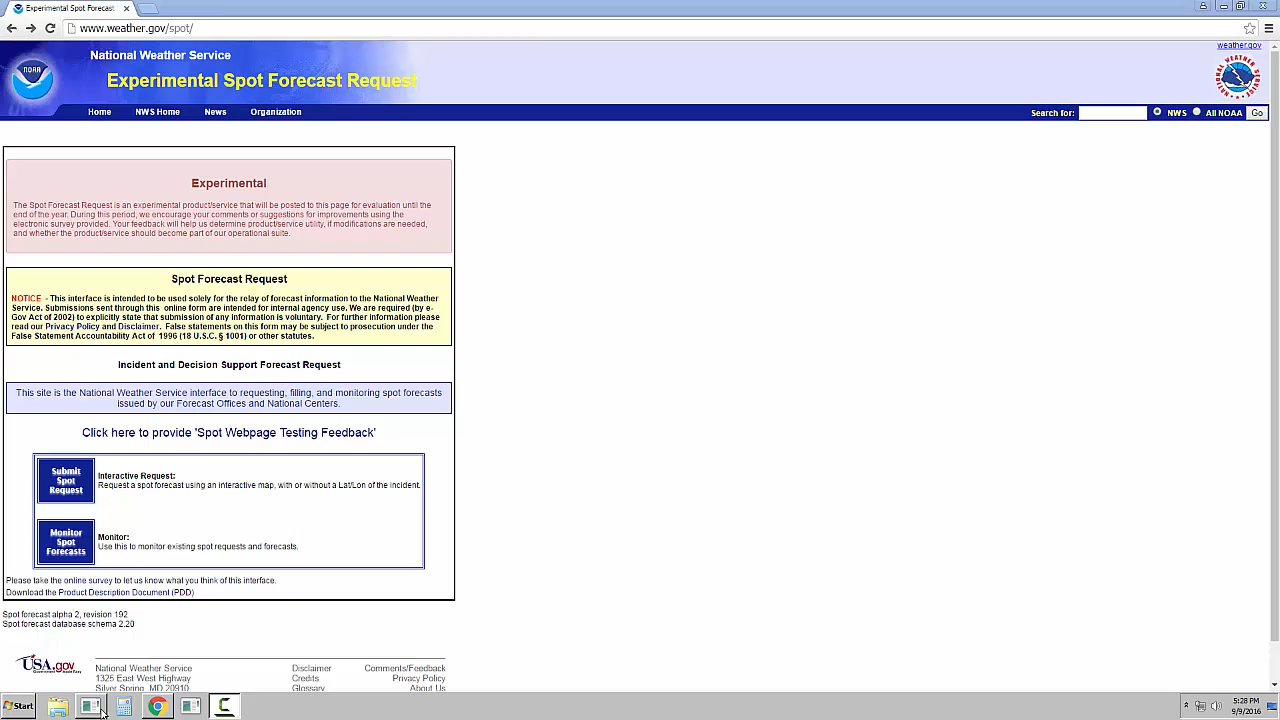 Experimental Spot Forecast
www.weather.gov/spot/
weather.gov
NOAA
National Weather Service
Experimental Spot Forecast Request
Home NWS Home News Organization
Search for: NWS All NOAA Go
Experimental
The Spot Forecast Request is an experimental product/service that will be posted to this page for evaluation until the
end of the year. During this period, we encourage your comments or suggestions for improvements using the
electronic survey provided. Your feedback will help us determine product/service utility, if modifications are needed,
and whether the product/service should become part of our operational suite.
Spot Forecast Request
NOTICE - This interface is intended to be used solely for the relay of forecast information to the National Weather
Service. Submissions sent through this online form are intended for internal agency use. We are required (by e-
Gov Act of 2002) to explicitly state that submission of any information is voluntary. For further information please
read our Privacy Policy and Disclaimer. False statements on this form may be subject to prosecution under the
False Statement Accountability Act of 1996 (18 U.S.C. § 1001) or other statutes.
Incident and Decision Support Forecast Request
This site is the National Weather Service interface to requesting, filling, and monitoring spot forecasts
issued by our Forecast Offices and National Centers.
Click here to provide 'Spot Webpage Testing Feedback'
Submit
Spot
Request
Interactive Request:
Request a spot forecast using an interactive map, with or without a Lat/Lon of the incident.
Monitor
Spot
Forecasts
Monitor:
Use this to monitor existing spot requests and forecasts.
Please take the online survey to let us know what you think of this interface.
Download the Product Description Document (PDD)
Spot forecast alpha 2, revision 192
Spot forecast database schema 2.20
USA.gov
National Weather Service
1325 East West Highway
Silver Spring, MD 20910
Disclaimer
Credits
Glossary
Comments/Feedback
Privacy Policy
About Us
Start
5:28 PM
9/9/2016